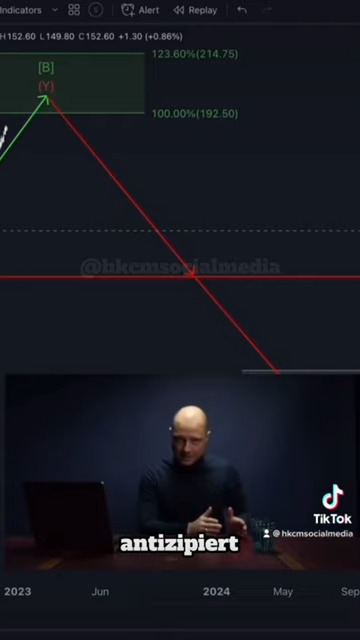 Indicators
Alert
Replay
H152.60 L149.80 C152.60 +1.30 (+0.86%)
123.60%(214.75)
[B]
(Y)
100.00%(192.50)
@hkcmsocialmedia
TikTok
@hkcmsocialmedia
antizipiert
2023 Jun 2024 May Sep